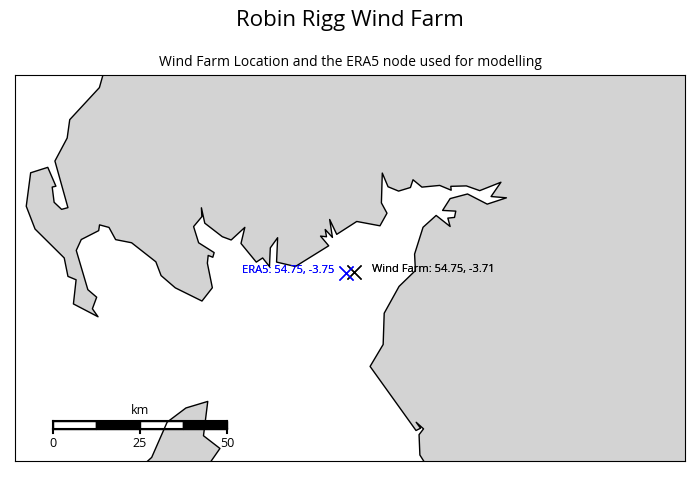 Robin Rigg Wind Farm
Wind Farm Location and the ERA5 node used for modelling
ERA5: 54.75, -3.75
Wind Farm: 54.75, -3.71
km
0 25 50